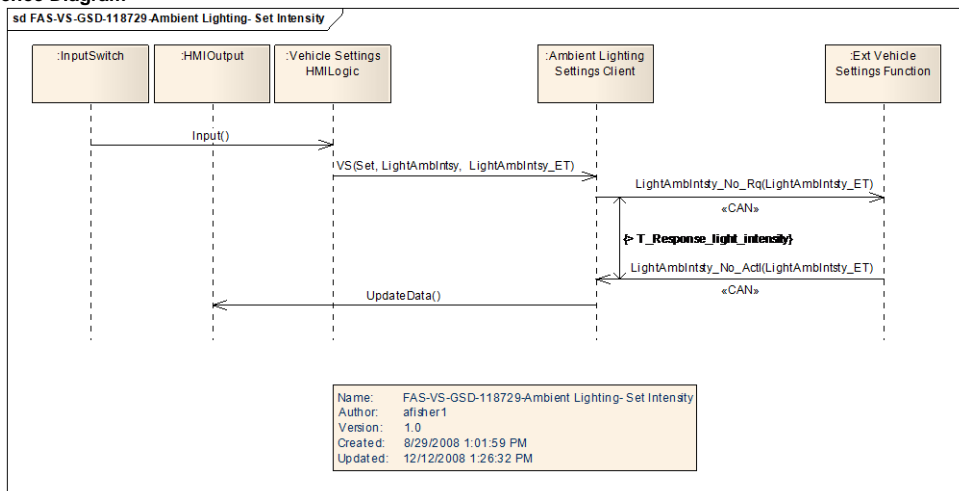 sd FAS-VS-GSD-118729-Ambient Lighting- Set Intensity
:InputSwitch
:HMIOutput
:Vehicle Settings
HMILogic
:Ambient Lighting
Settings Client
:Ext Vehicle
Settings Function
Input()
VS(Set, LightAmbIntsy, LightAmbIntsy_ET)
LightAmbIntsty_No_Rq(LightAmbIntsty_ET)
«CAN»
{> T_Response_light_intensity}
LightAmbIntsty_No_Actl(LightAmbIntsty_ET)
«CAN»
UpdateData()
Name: FAS-VS-GSD-118729-Ambient Lighting- Set Intensity
Author: afisher1
Version: 1.0
Created: 8/29/2008 1:01:59 PM
Updated: 12/12/2008 1:26:32 PM